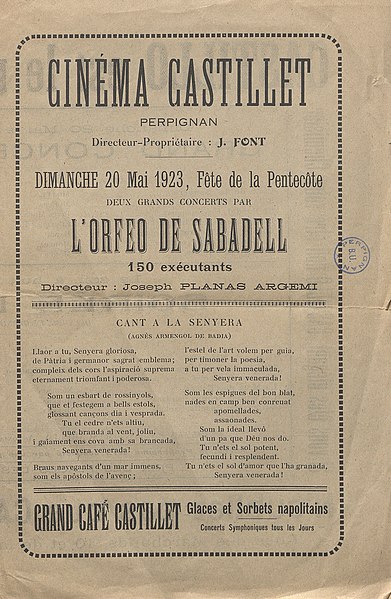 CINÉMA CASTILLET
PERPIGNAN
Directeur-Propriétaire : J. FONT
DIMANCHE 20 Mai 1923, Fête de la Pentecôte
DEUX GRANDS CONCERTS PAR
L'ORFEO DE SABADELL
150 exécutants
Directeur : Joseph PLANAS ARGEMI
CANT A LA SENYERA
(AGNÈS ARMENGOL DE BADIA)
Llaor a tu, Senyera gloriosa,
de Pàtria i germanor sagrat emblema;
compleix dels cors l'aspiració suprema
eternament triomfant i poderosa.
Som un esbart de rossinyols,
que et festegem a bells estols,
glossant cançons dia i vesprada.
Tu el cedre n'ets altiu,
que branda al vent, joliu,
i gaiament ens cova amb sa brancada,
Senyera venerada!
Braus navegants d'un mar immens,
som els apóstols de l'avenç ;
l'estel de l'art volem per guia,
per timoner la poesia,
a tu per vela immaculada,
Senyera venerada!
Som les espigues del bon blat,
nades en camp ben conreuat
apomellades,
assaonades.
Som la ideal llevô
d'un pa que Déu nos do.
Tu n'ets el sol potent,
fecund i resplendent.
Tu n'ets el sol d'amor que l'ha granada,
Senyera venerada!
GRAND CAFÉ CASTILLET
Glaces et Sorbets napolitains
Concerts Symphoniques tous les Jours
PERPIGNAN
B.U.